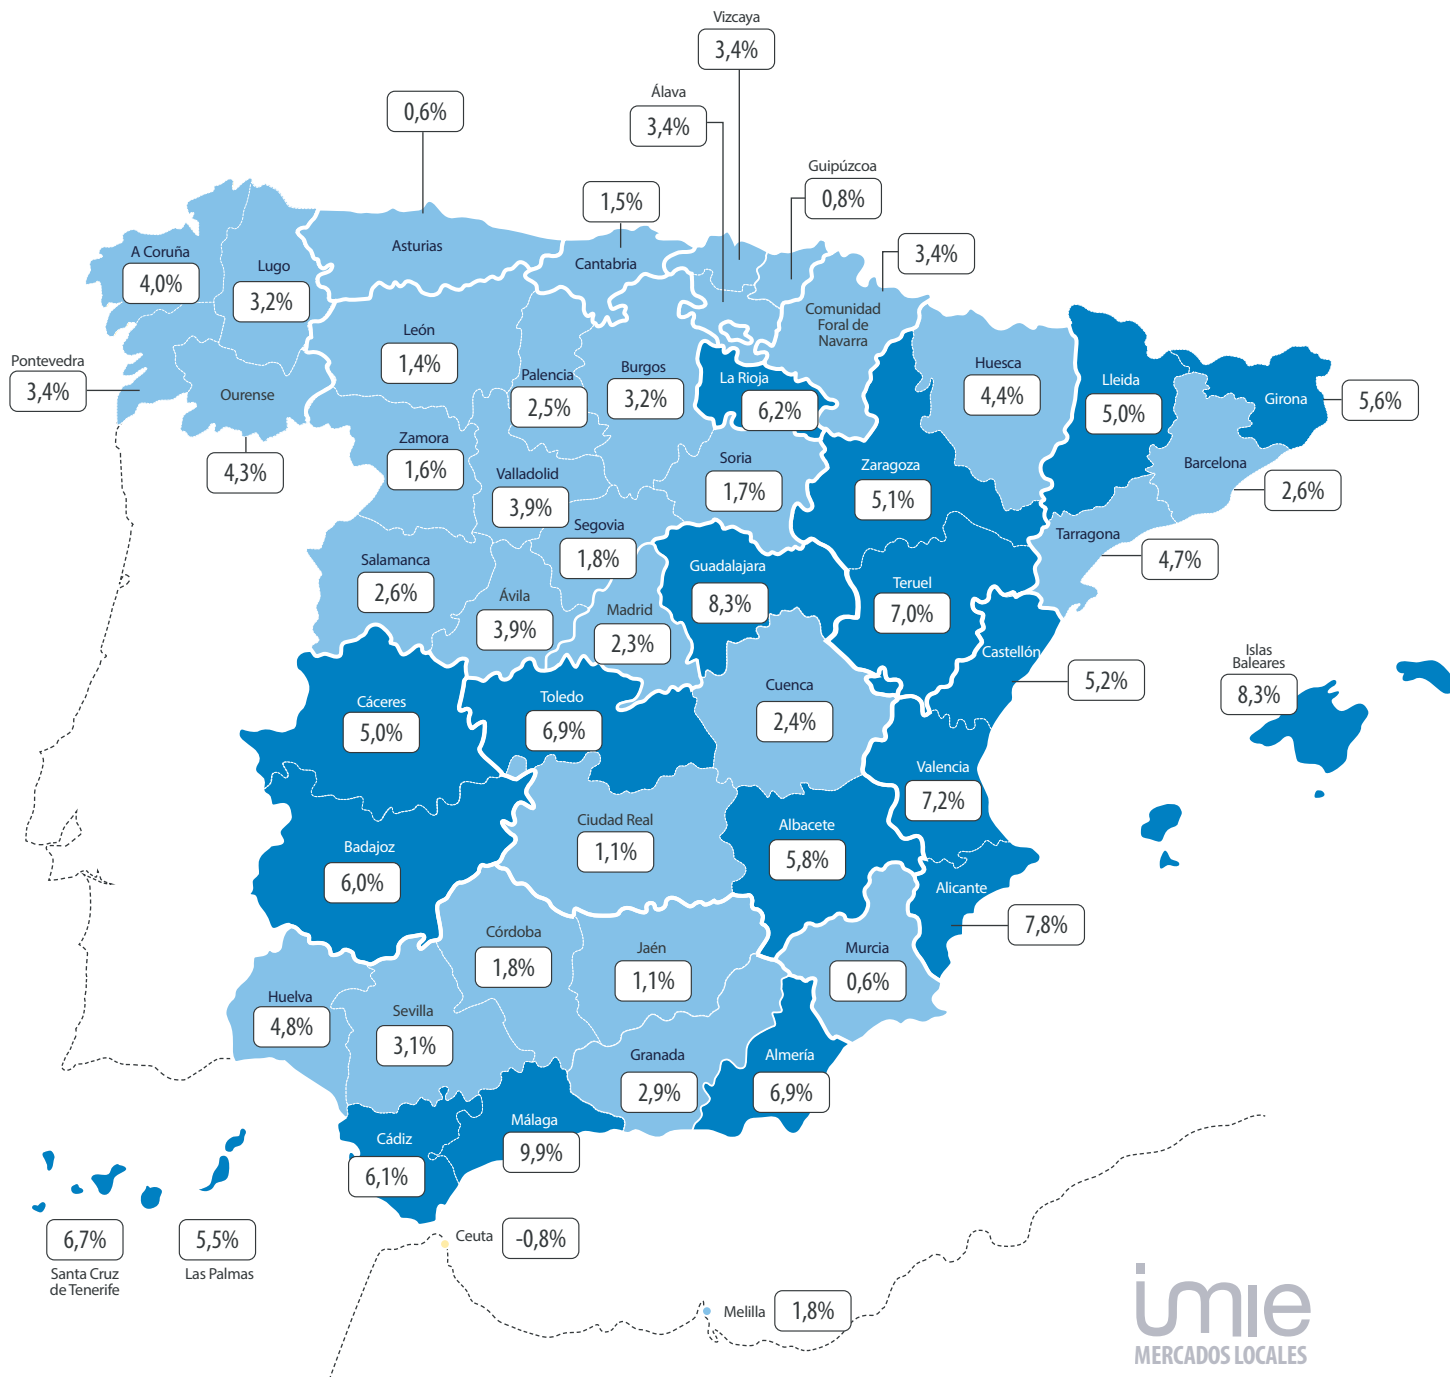 Vizcaya
3,4%
Álava
3,4%
0,6%
Asturias
Guipúzcoa
0,8%
1,5%
Cantabria
3,4%
Comunidad
Foral de
Navarra
A Coruña
4,0%
Lugo
3,2%
Pontevedra
3,4%
Ourense
4,3%
León
1,4%
Palencia
2,5%
Burgos
3,2%
La Rioja
6,2%
Huesca
4,4%
Lleida
5,0%
Girona
5,6%
Zamora
1,6%
Valladolid
3,9%
Soria
1,7%
Zaragoza
5,1%
Barcelona
2,6%
Segovia
1,8%
Tarragona
4,7%
Salamanca
2,6%
Ávila
3,9%
Madrid
2,3%
Guadalajara
8,3%
Teruel
7,0%
Castellón
5,2%
Islas
Baleares
8,3%
Cáceres
5,0%
Toledo
6,9%
Cuenca
2,4%
Valencia
7,2%
Badajoz
6,0%
Ciudad Real
1,1%
Albacete
5,8%
Alicante
7,8%
Córdoba
1,8%
Jaén
1,1%
Murcia
0,6%
Huelva
4,8%
Sevilla
3,1%
Granada
2,9%
Almería
6,9%
Cádiz
6,1%
Málaga
9,9%
6,7%
Santa Cruz
de Tenerife
5,5%
Las Palmas
Ceuta
-0,8%
Melilla
1,8%
imie
MERCADOS LOCALES